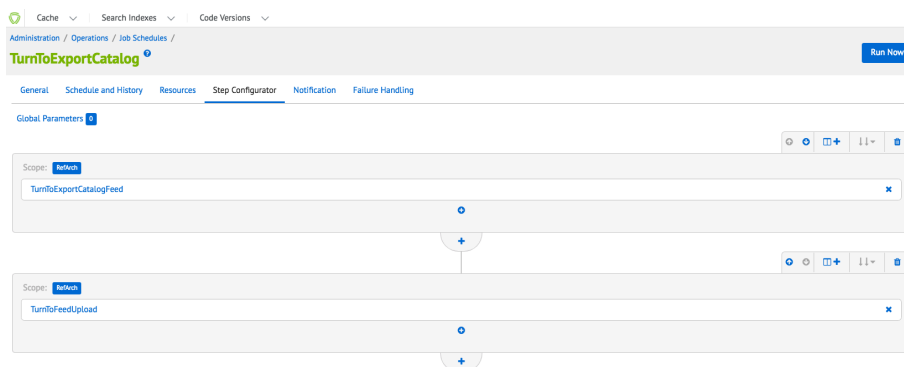 Cache Search Indexes Code Versions
Administration / Operations / Job Schedules /
TurnToExportCatalog ?
Run Now
General Schedule and History Resources Step Configurator Notification Failure Handling
Global Parameters 0
Scope: RefArch
TurnToExportCatalogFeed
Scope: RefArch
TurnToFeedUpload